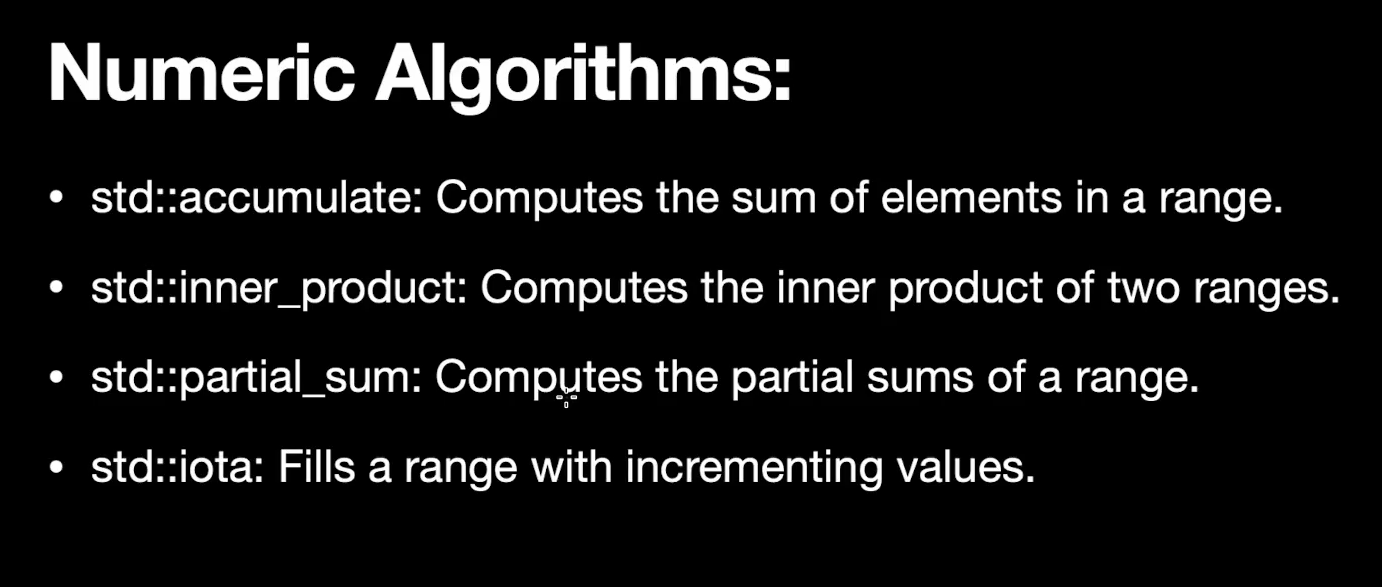 Numeric Algorithms:
• std::accumulate: Computes the sum of elements in a range.
• std::inner_product: Computes the inner product of two ranges.
• std::partial_sum: Computes the partial sums of a range.
• std::iota: Fills a range with incrementing values.